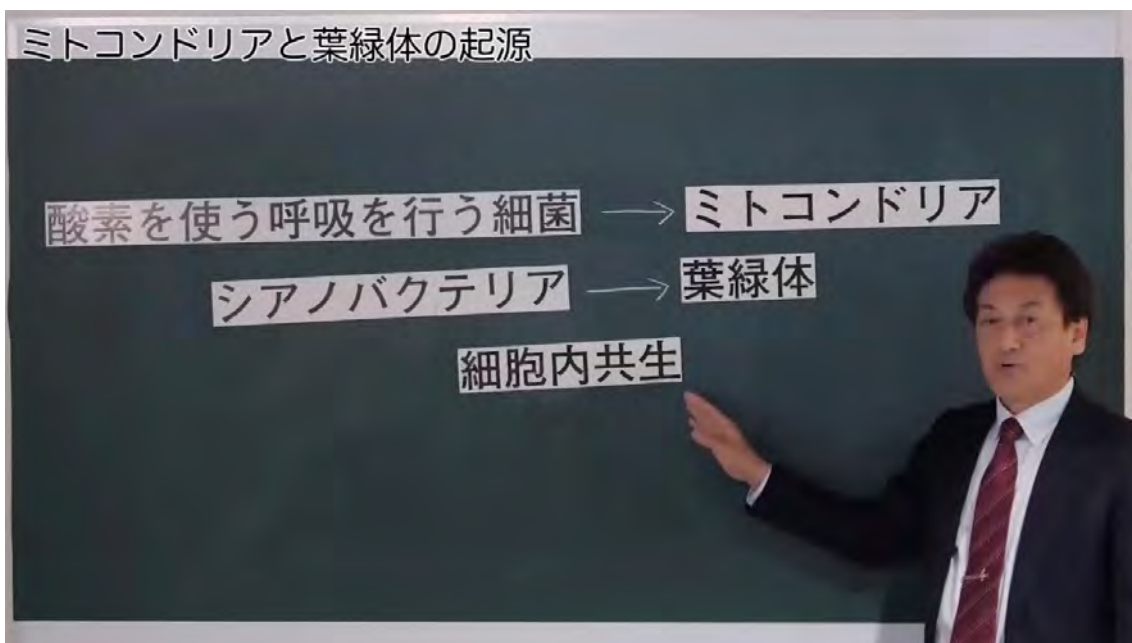 ミトコンドリアと葉緑体の起源
酸素を使う呼吸を行う細菌 → ミトコンドリア
シアノバクテリア → 葉緑体
細胞内共生